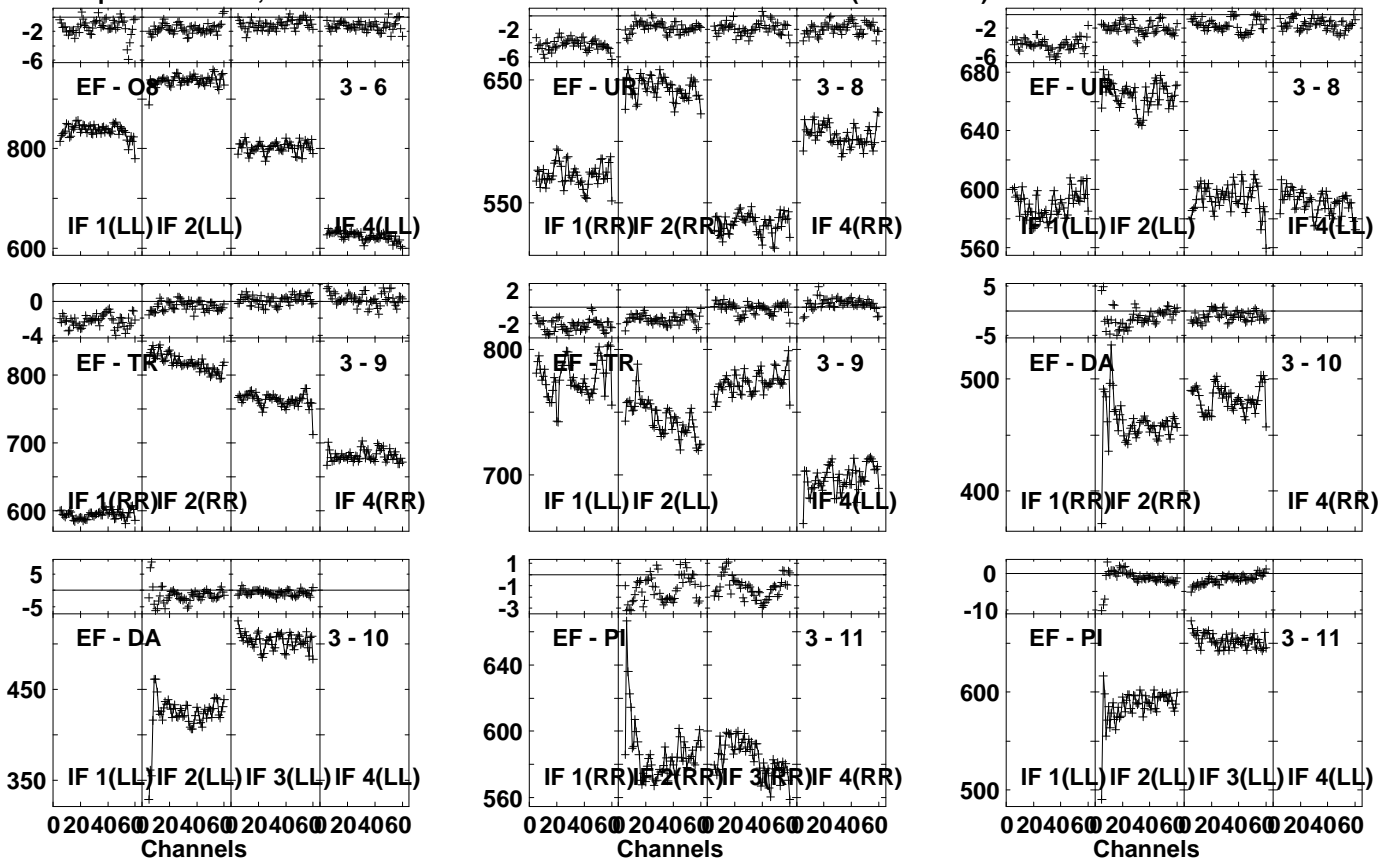 -2
-6
EF - O8
3 - 6
800
600
IF 1(LL) IF 2(LL) IF 4(LL)
-2
-6
650
EF - UR
3 - 8
550
IF 1(RR) IF 2(RR) IF 4(RR)
-2
-6
680
EF - UR
3 - 8
640
600
560
IF 1(LL) IF 2(LL) IF 4(LL)
0
-4
800
EF - TR
3 - 9
700
600
IF 1(RR) IF 2(RR) IF 4(RR)
2
-2
800
EF - TR
3 - 9
700
IF 1(LL) IF 2(LL) IF 4(LL)
5
-5
EF - DA
3 - 10
500
400
IF 1(RR) IF 2(RR) IF 4(RR)
5
-5
EF - DA
3 - 10
450
350
IF 1(LL) IF 2(LL) IF 3(LL) IF 4(LL)
0 20 40 60 0 20 40 60 0 20 40 60 0 20 40 60
Channels
1
-1
-3
EF - PI
3 - 11
640
600
560
IF 1(RR) IF 2(RR) IF 3(RR) IF 4(RR)
0 20 40 60 0 20 40 60 0 20 40 60 0 20 40 60
Channels
0
-10
EF - PI
3 - 11
600
500
IF 1(LL) IF 2(LL) IF 3(LL) IF 4(LL)
0 20 40 60 0 20 40 60 0 20 40 60 0 20 40 60
Channels